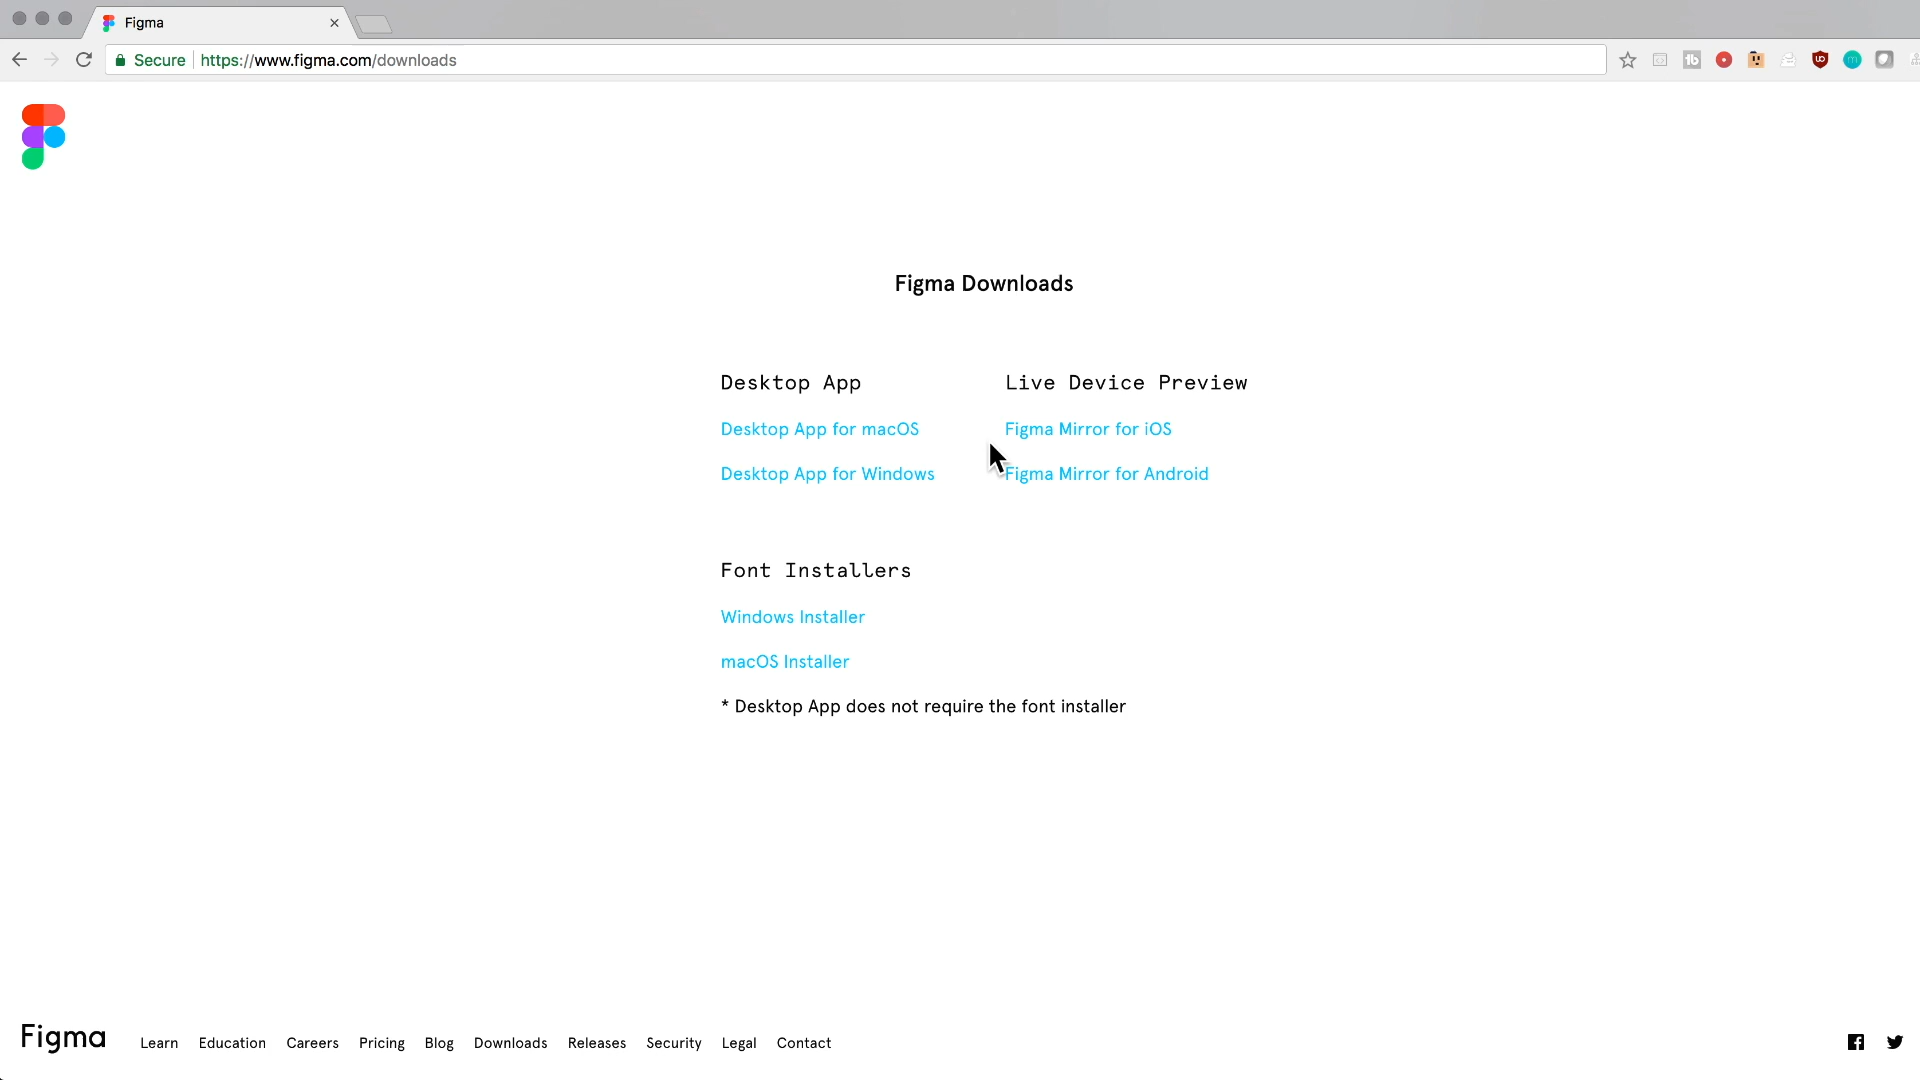 Figma
Secure https://www.figma.com/downloads
Figma Downloads
Desktop App
Desktop App for macOS
Desktop App for Windows
Live Device Preview
Figma Mirror for iOS
Figma Mirror for Android
Font Installers
Windows Installer
macOS Installer
* Desktop App does not require the font installer
Figma Learn Education Careers Pricing Blog Downloads Releases Security Legal Contact